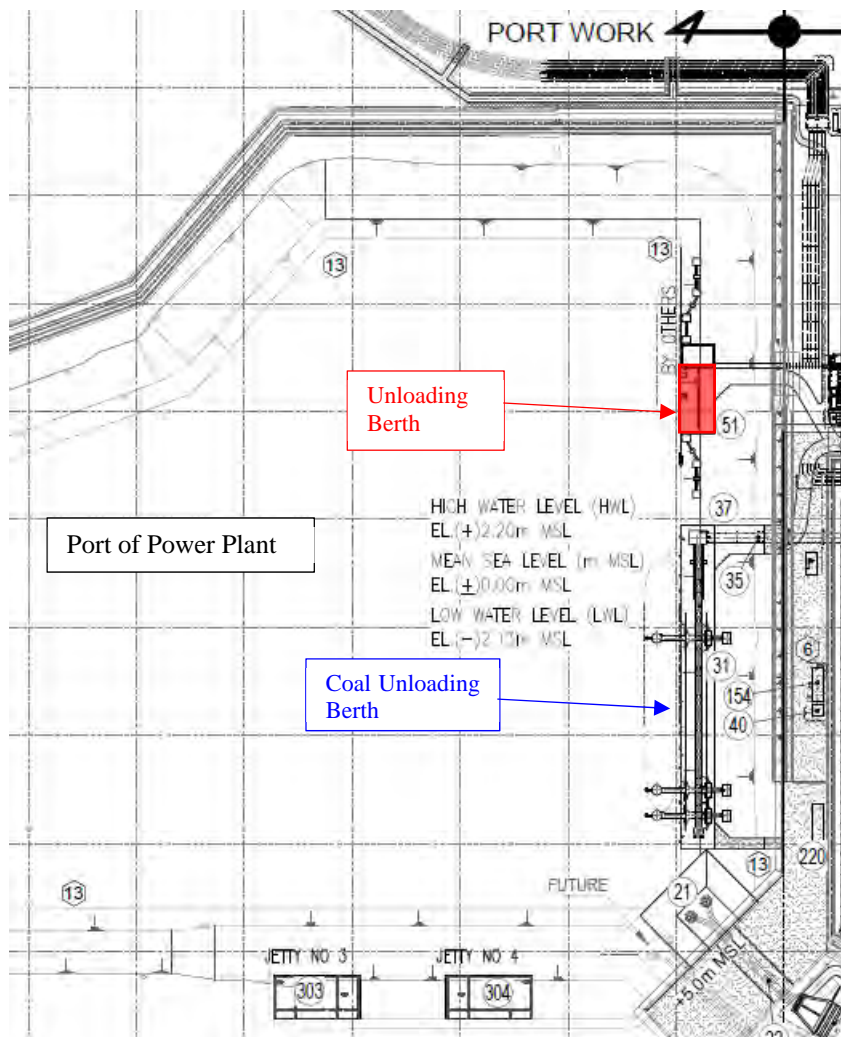 PORT WORK
13
13
BY OTHERS
Unloading
Berth
51
HIGH WATER LEVEL (HWL)
EL.(+)2.20m MSL
MEAN SEA LEVEL (m MSL)
EL.(±)0.00m MSL
LOW WATER LEVEL (LWL)
37
Port of Power Plant
35
31
6
Coal Unloading
Berth
154
40
220
13
FUTURE
21
13
JETTY NO 3
JETTY NO 4
303
304
+5.0m MSL